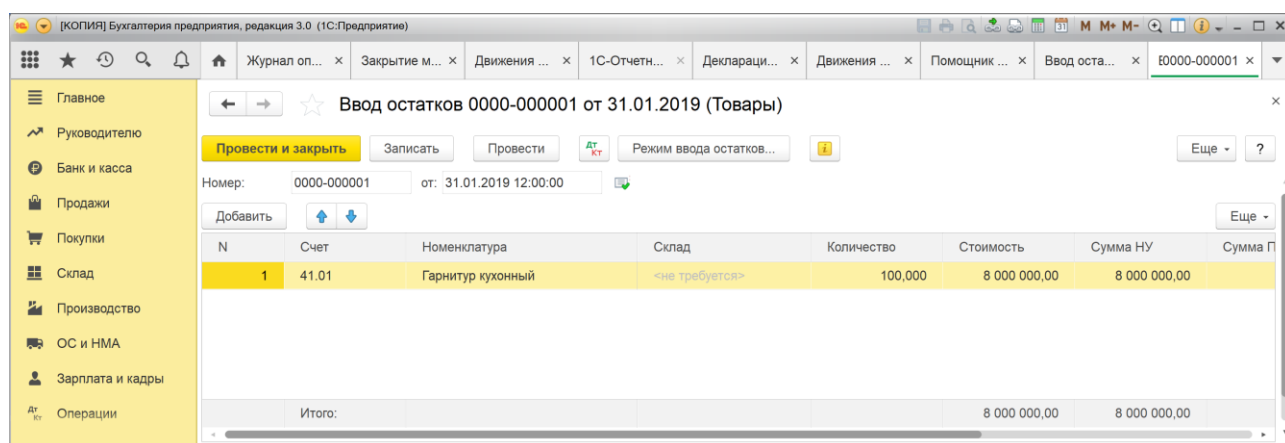 [КОПИЯ] Бухгалтерия предприятия, редакция 3.0 (1С:Предприятие)
M M+ M-
Журнал оп... × Закрытие м... × Движения ... × 1С-Отчетн... × Деклараци... × Движения ... × Помощник ... × Ввод оста... × 0000-000001 ×
Главное
Руководителю
Банк и касса
Продажи
Покупки
Склад
Производство
ОС и НМА
Зарплата и кадры
Операции
Ввод остатков 0000-000001 от 31.01.2019 (Товары)
Провести и закрыть Записать Провести Дт Кт Режим ввода остатков... Еще ?
Номер: 0000-000001 от: 31.01.2019 12:00:00
Добавить Еще
N Счет Номенклатура Склад Количество Стоимость Сумма НУ Сумма П
1 41.01 Гарнитур кухонный <не требуется> 100,000 8 000 000,00 8 000 000,00
Итого: 8 000 000,00 8 000 000,00